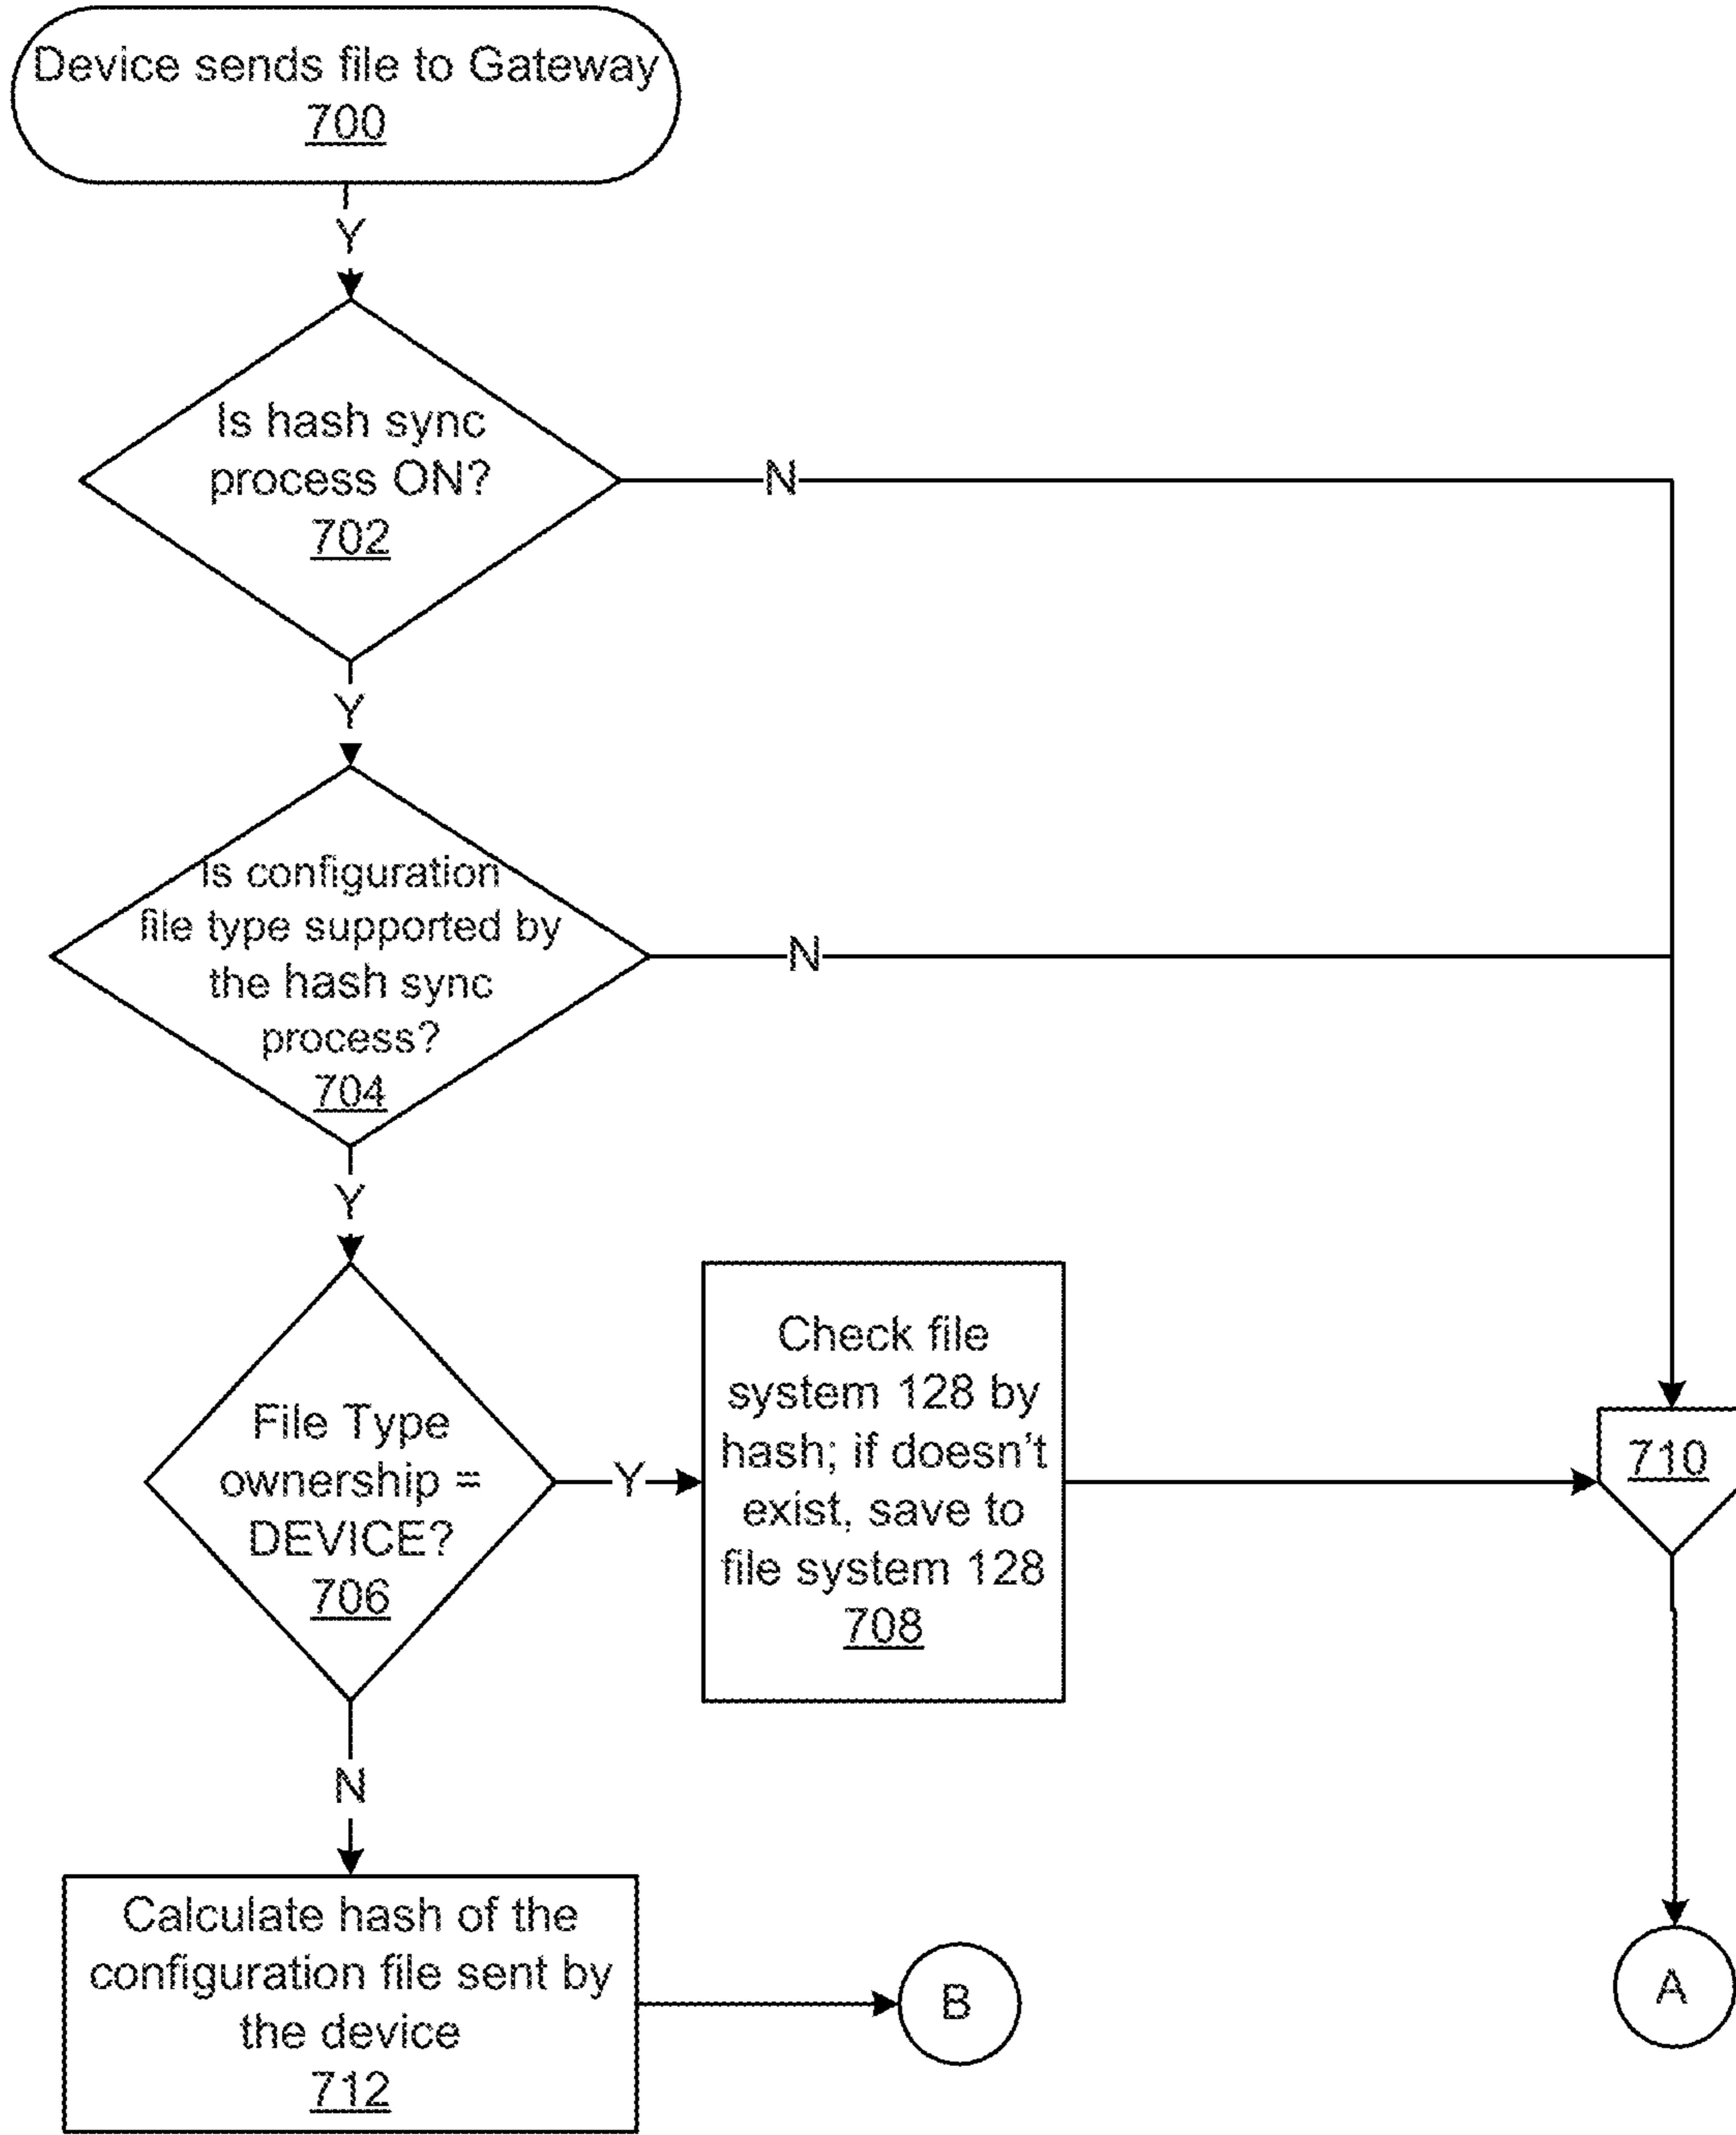 Device sends file to Gateway
700
Y
Is hash sync
process ON?
702
N
Y
Is configuration
file type supported by
the hash sync
process?
704
N
Y
File Type
ownership =
DEVICE?
706
Y
Check file
system 128 by
hash; if doesn't
exist, save to
file system 128
708
710
N
Calculate hash of the
configuration file sent by
the device
712
B
A